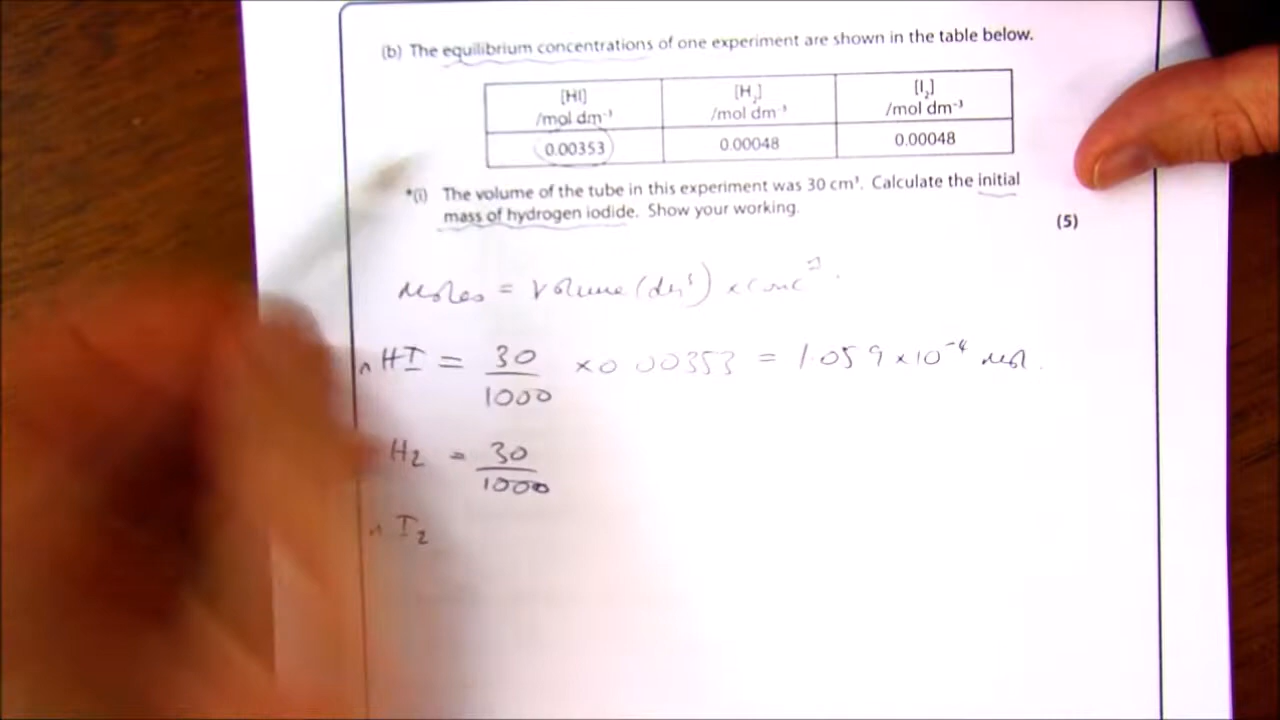 (b) The equilibrium concentrations of one experiment are shown in the table below.
[HI] /mol dm⁻³ [H₂] /mol dm⁻³ [I₂] /mol dm⁻³
0.00353 0.00048 0.00048
*(i) The volume of the tube in this experiment was 30 cm³. Calculate the initial
mass of hydrogen iodide. Show your working.
(5)
Moles = Volume (dm³) × conc
n HI = 30/1000 × 0.00353 = 1.059 × 10⁻⁴ mol.
H₂ = 30/1000
n I₂